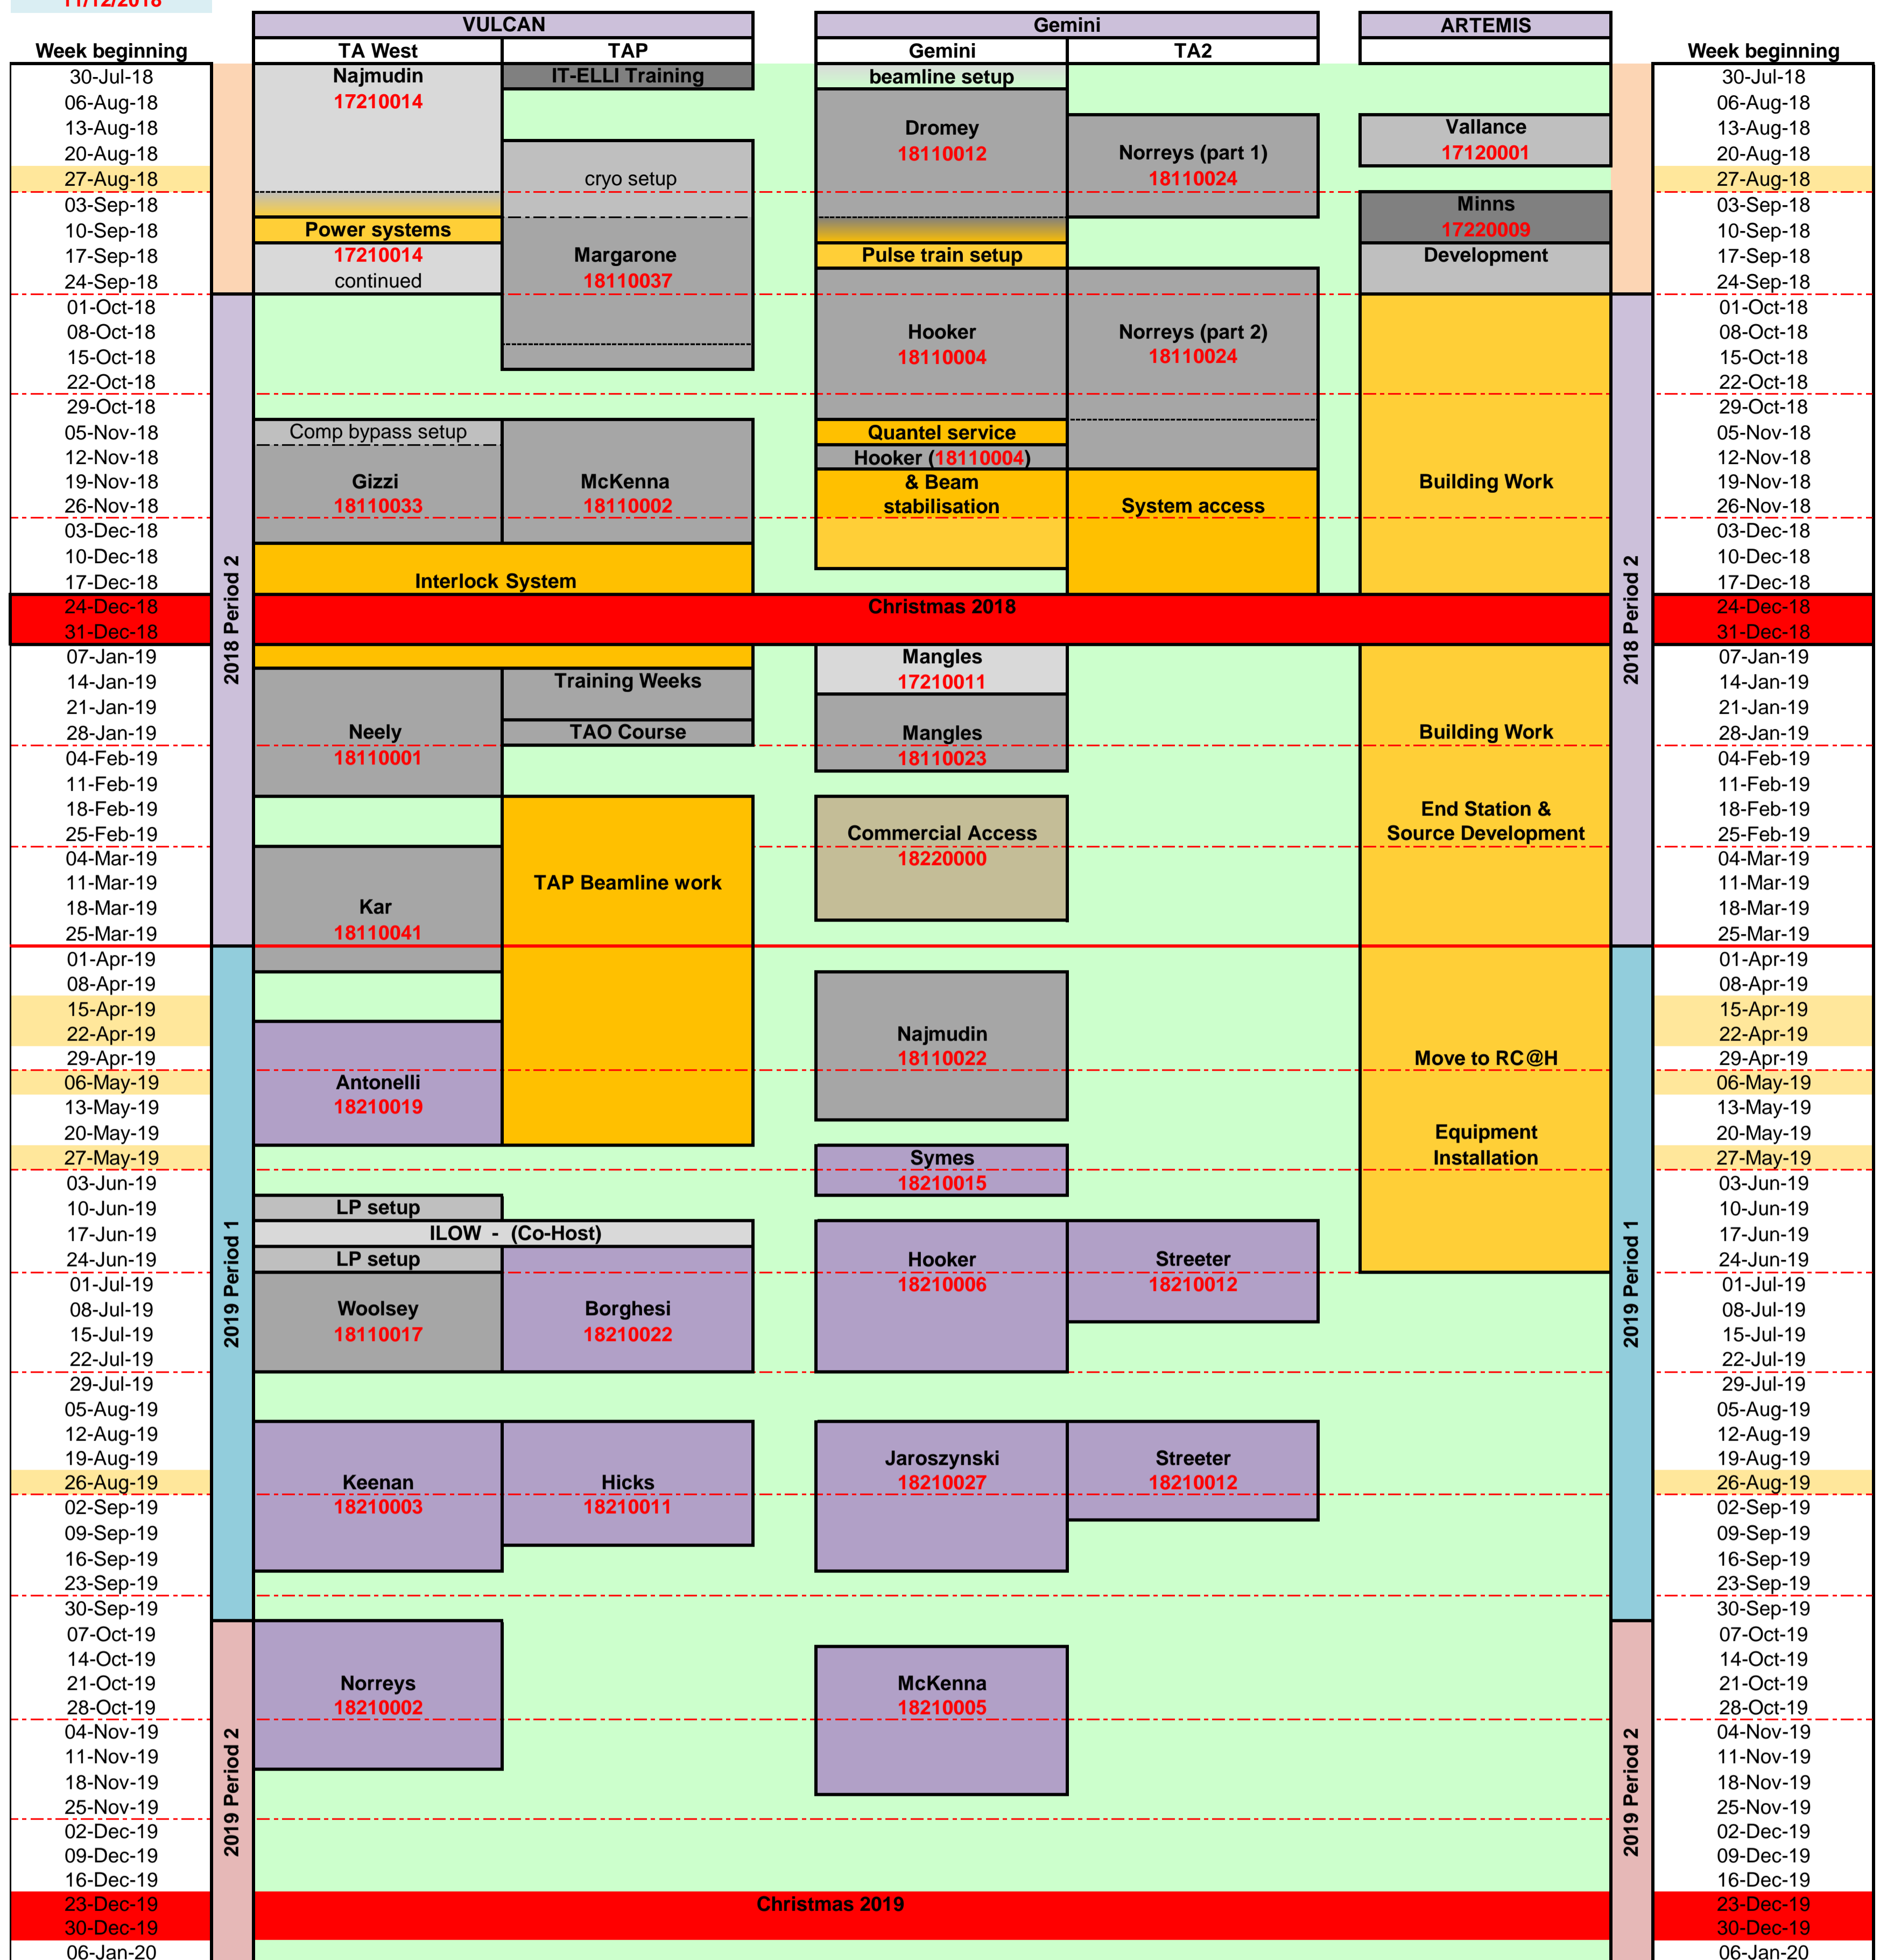 11/12/2018
VULCAN Gemini ARTEMIS
Week beginning TA West TAP Gemini TA2 Week beginning
30-Jul-18 Najmudin IT-ELLI Training beamline setup 30-Jul-18
06-Aug-18 17210014 06-Aug-18
13-Aug-18 Dromey Vallance 13-Aug-18
20-Aug-18 18110012 Norreys (part 1) 17120001 20-Aug-18
27-Aug-18 cryo setup 18110024 27-Aug-18
03-Sep-18 Minns 03-Sep-18
10-Sep-18 Power systems 17220009 10-Sep-18
17-Sep-18 17210014 Margarone Pulse train setup Development 17-Sep-18
24-Sep-18 continued 18110037 24-Sep-18
01-Oct-18 01-Oct-18
08-Oct-18 Hooker Norreys (part 2) 08-Oct-18
15-Oct-18 18110004 18110024 15-Oct-18
22-Oct-18 22-Oct-18
29-Oct-18 29-Oct-18
05-Nov-18 Comp bypass setup Quantel service 05-Nov-18
12-Nov-18 Hooker (18110004) 12-Nov-18
19-Nov-18 Gizzi McKenna & Beam Building Work 19-Nov-18
26-Nov-18 18110033 18110002 stabilisation System access 26-Nov-18
03-Dec-18 03-Dec-18
10-Dec-18 10-Dec-18
17-Dec-18 Interlock System 17-Dec-18
24-Dec-18 Christmas 2018 24-Dec-18
31-Dec-18 31-Dec-18
2018 Period 2 2018 Period 2
07-Jan-19 Mangles 07-Jan-19
14-Jan-19 Training Weeks 17210011 14-Jan-19
21-Jan-19 21-Jan-19
28-Jan-19 Neely TAO Course Mangles Building Work 28-Jan-19
04-Feb-19 18110001 18110023 04-Feb-19
11-Feb-19 11-Feb-19
18-Feb-19 End Station & 18-Feb-19
25-Feb-19 Commercial Access Source Development 25-Feb-19
04-Mar-19 18220000 04-Mar-19
11-Mar-19 TAP Beamline work 11-Mar-19
18-Mar-19 Kar 18-Mar-19
25-Mar-19 18110041 25-Mar-19
01-Apr-19 01-Apr-19
08-Apr-19 08-Apr-19
15-Apr-19 15-Apr-19
22-Apr-19 Najmudin 22-Apr-19
29-Apr-19 18110022 Move to RC@H 29-Apr-19
06-May-19 Antonelli 06-May-19
13-May-19 18210019 13-May-19
20-May-19 Equipment 20-May-19
27-May-19 Symes Installation 27-May-19
03-Jun-19 18210015 03-Jun-19
10-Jun-19 LP setup 10-Jun-19
17-Jun-19 ILOW - (Co-Host) 17-Jun-19
24-Jun-19 LP setup Hooker Streeter 24-Jun-19
2019 Period 1 2019 Period 1
01-Jul-19 18210006 18210012 01-Jul-19
08-Jul-19 Woolsey Borghesi 08-Jul-19
15-Jul-19 18110017 18210022 15-Jul-19
22-Jul-19 22-Jul-19
29-Jul-19 29-Jul-19
05-Aug-19 05-Aug-19
12-Aug-19 12-Aug-19
19-Aug-19 Jaroszynski Streeter 19-Aug-19
26-Aug-19 Keenan Hicks 18210027 18210012 26-Aug-19
02-Sep-19 18210003 18210011 02-Sep-19
09-Sep-19 09-Sep-19
16-Sep-19 16-Sep-19
23-Sep-19 23-Sep-19
30-Sep-19 30-Sep-19
07-Oct-19 07-Oct-19
14-Oct-19 14-Oct-19
21-Oct-19 Norreys McKenna 21-Oct-19
28-Oct-19 18210002 18210005 28-Oct-19
04-Nov-19 04-Nov-19
11-Nov-19 11-Nov-19
18-Nov-19 18-Nov-19
2019 Period 2 2019 Period 2
25-Nov-19 25-Nov-19
02-Dec-19 02-Dec-19
09-Dec-19 09-Dec-19
16-Dec-19 16-Dec-19
23-Dec-19 Christmas 2019 23-Dec-19
30-Dec-19 30-Dec-19
06-Jan-20 06-Jan-20